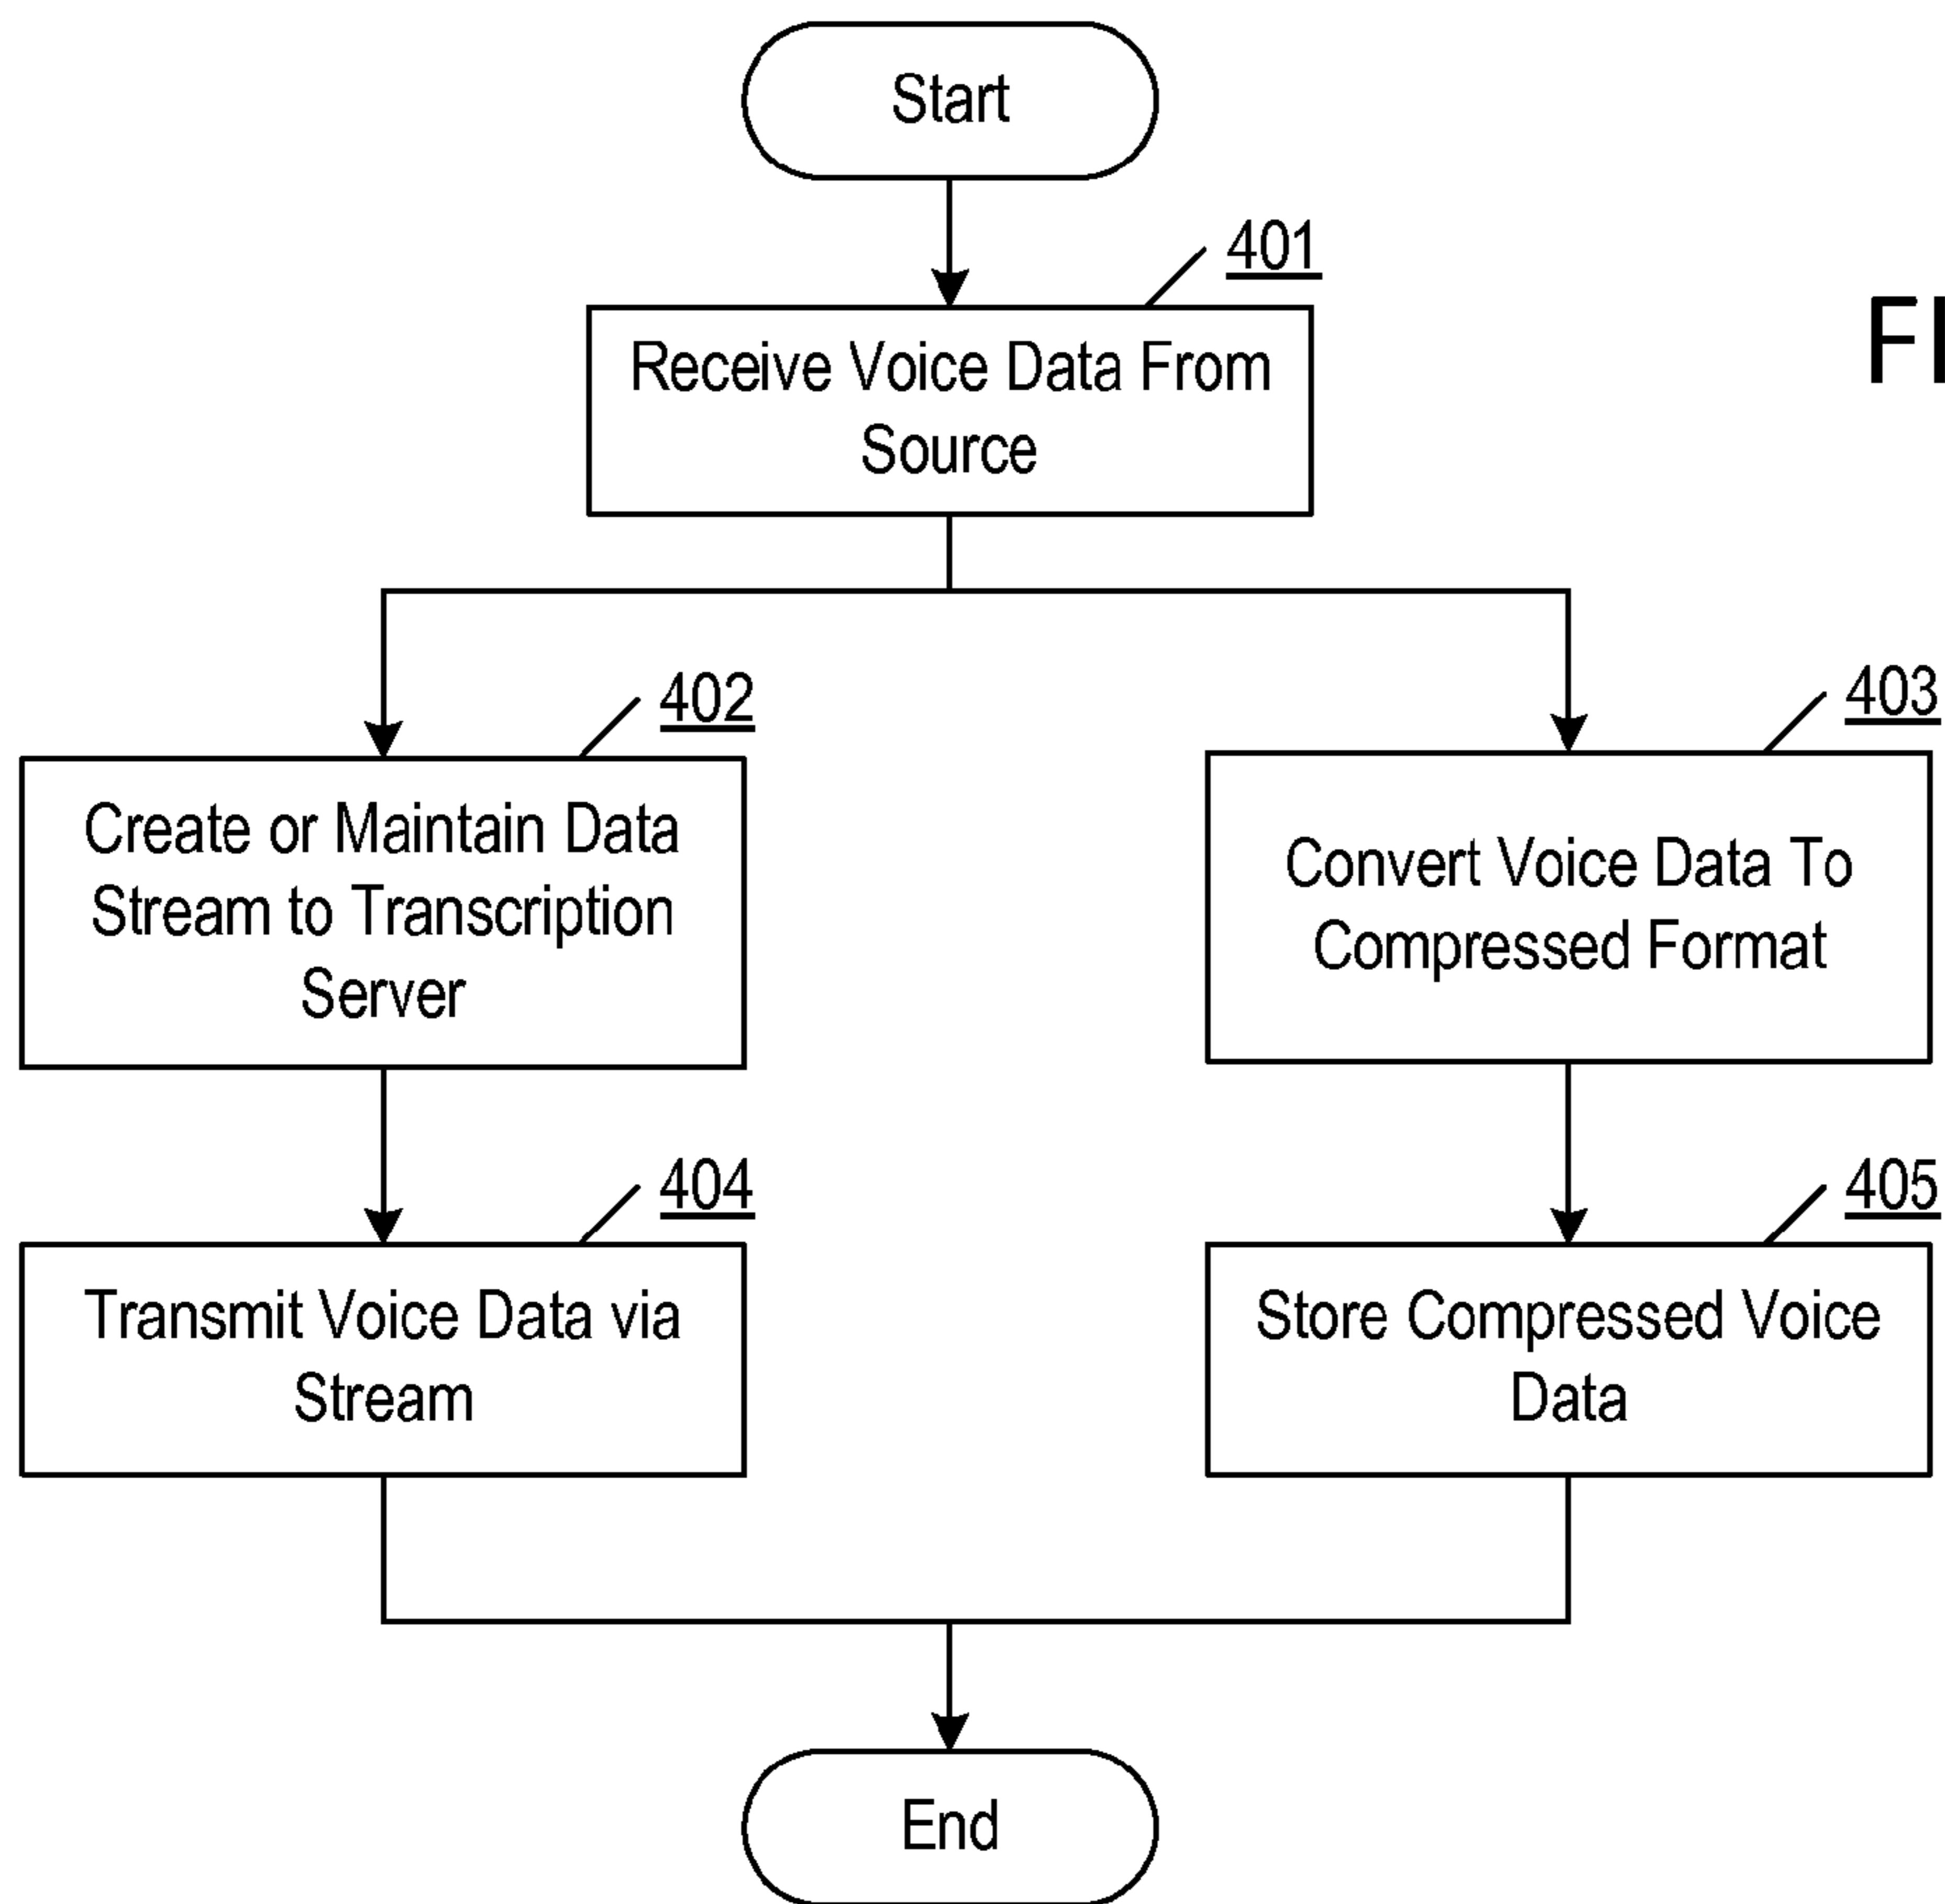 Start
401
Receive Voice Data From
Source
402
Create or Maintain Data
Stream to Transcription
Server
403
Convert Voice Data To
Compressed Format
404
Transmit Voice Data via
Stream
405
Store Compressed Voice
Data
End